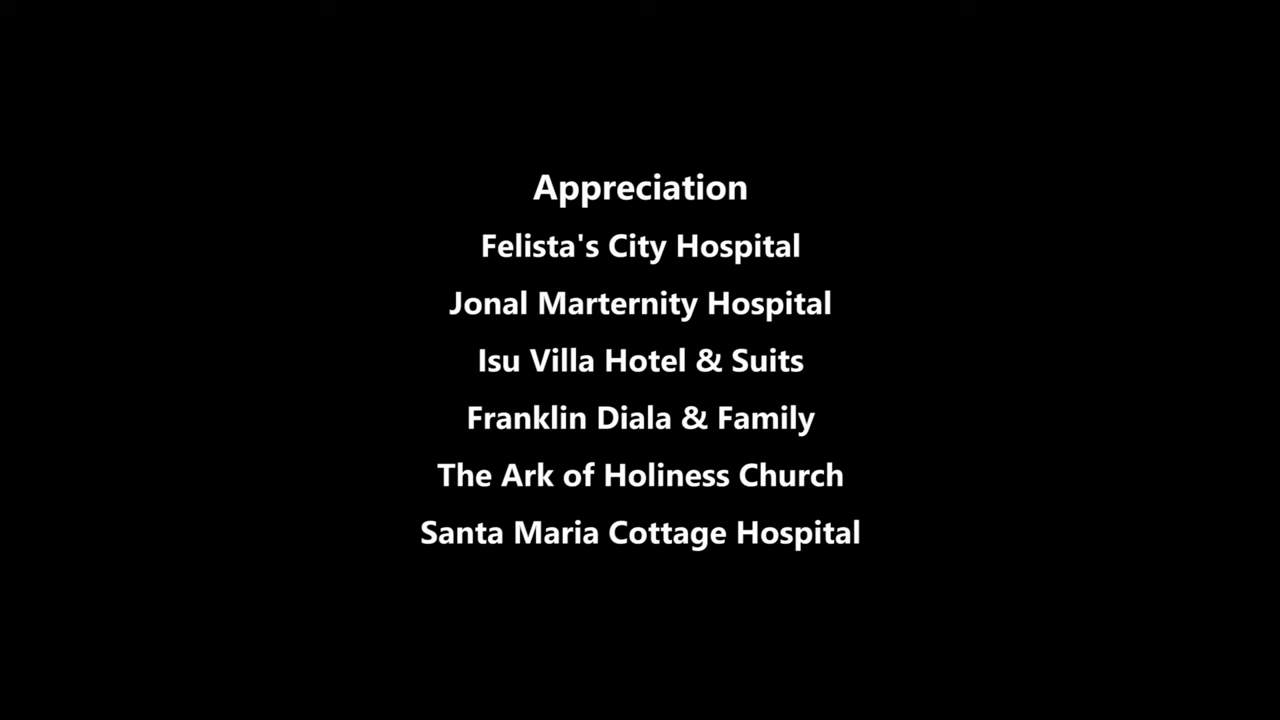 Appreciation
Felista's City Hospital
Jonal Marternity Hospital
Isu Villa Hotel & Suits
Franklin Diala & Family
The Ark of Holiness Church
Santa Maria Cottage Hospital